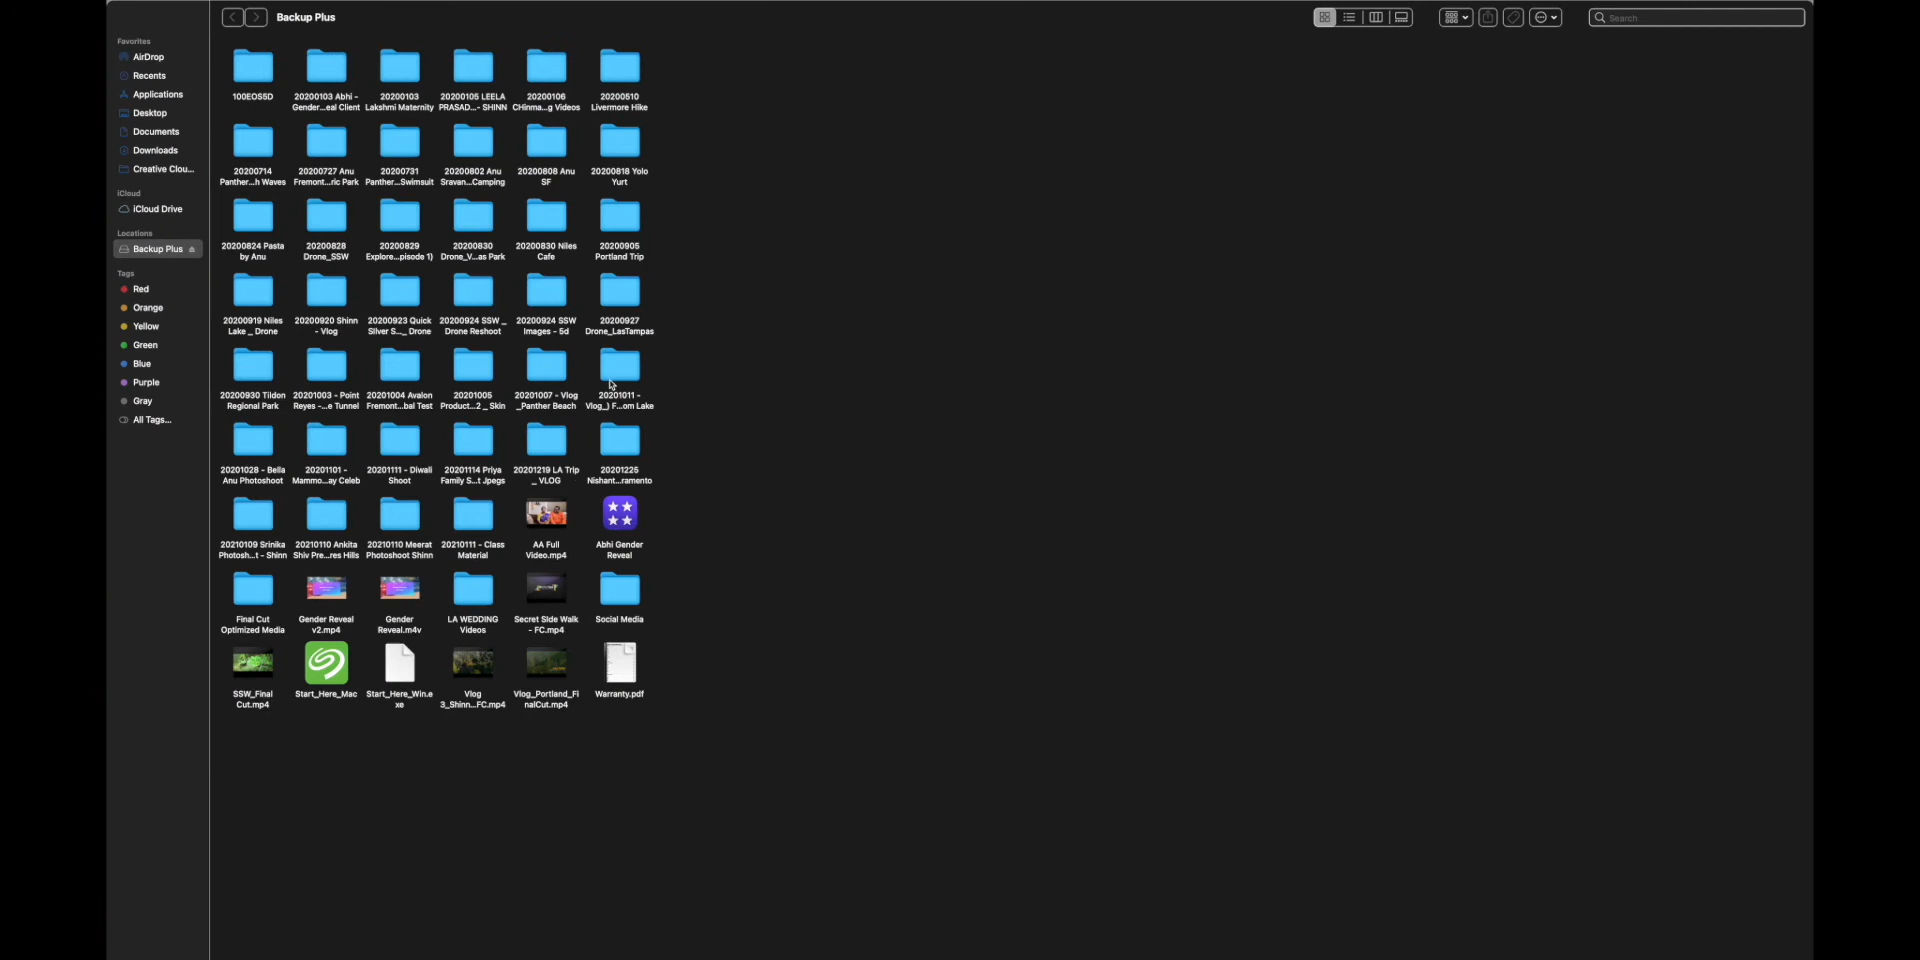 Backup Plus
Search
Favorites
AirDrop
Recents
Applications
Desktop
Documents
Downloads
Creative Clou...
iCloud
iCloud Drive
Locations
Backup Plus
Tags
Red
Orange
Yellow
Green
Blue
Purple
Gray
All Tags...
100EOS5D
20200103 Abhi -
Gender...eal Client
20200103
Lakshmi Maternity
20200105 LEELA
PRASAD...- SHINN
20200106
CHinma...g Videos
20200510
Livermore Hike
20200714
Panther...h Waves
20200727 Anu
Fremont...ric Park
20200731
Panther...Swimsuit
20200802 Anu
Sravan...Camping
20200808 Anu
SF
20200818 Yolo
Yurt
20200824 Pasta
by Anu
20200828
Drone_SSW
20200829
Explore...pisode 1)
20200830
Drone_V...as Park
20200830 Niles
Cafe
20200905
Portland Trip
20200919 Niles
Lake _ Drone
20200920 Shinn
- Vlog
20200923 Quick
SIlver S..._ Drone
20200924 SSW _
Drone Reshoot
20200924 SSW
Images - 5d
20200927
Drone_LasTampas
20200930 Tildon
Regional Park
20201003 - Point
Reyes -...e Tunnel
20201004 Avalon
Fremont...bal Test
20201005
Product...2 _ Skin
20201007 - Vlog
_Panther Beach
20201011 -
Vlog_) F...om Lake
20201028 - Bella
Anu Photoshoot
20201101 -
Mammo...ay Celeb
20201111 - Diwali
Shoot
20201114 Priya
Family S...t Jpegs
20201219 LA Trip
_ VLOG
20201225
Nishant...ramento
20210109 Srinika
Photosh...t - Shinn
20210110 Ankita
Shiv Pre...res Hills
20210110 Meerat
Photoshoot Shinn
20210111 - Class
Material
AA Full
Video.mp4
Abhi Gender
Reveal
Final Cut
Optimized Media
Gender Reveal
v2.mp4
Gender
Reveal.m4v
LA WEDDING
Videos
Secret SIde Walk
- FC.mp4
Social Media
SSW_Final
Cut.mp4
Start_Here_Mac
Start_Here_Win.e
xe
Vlog
3_Shinn...FC.mp4
Vlog_Portland_Fi
nalCut.mp4
Warranty.pdf